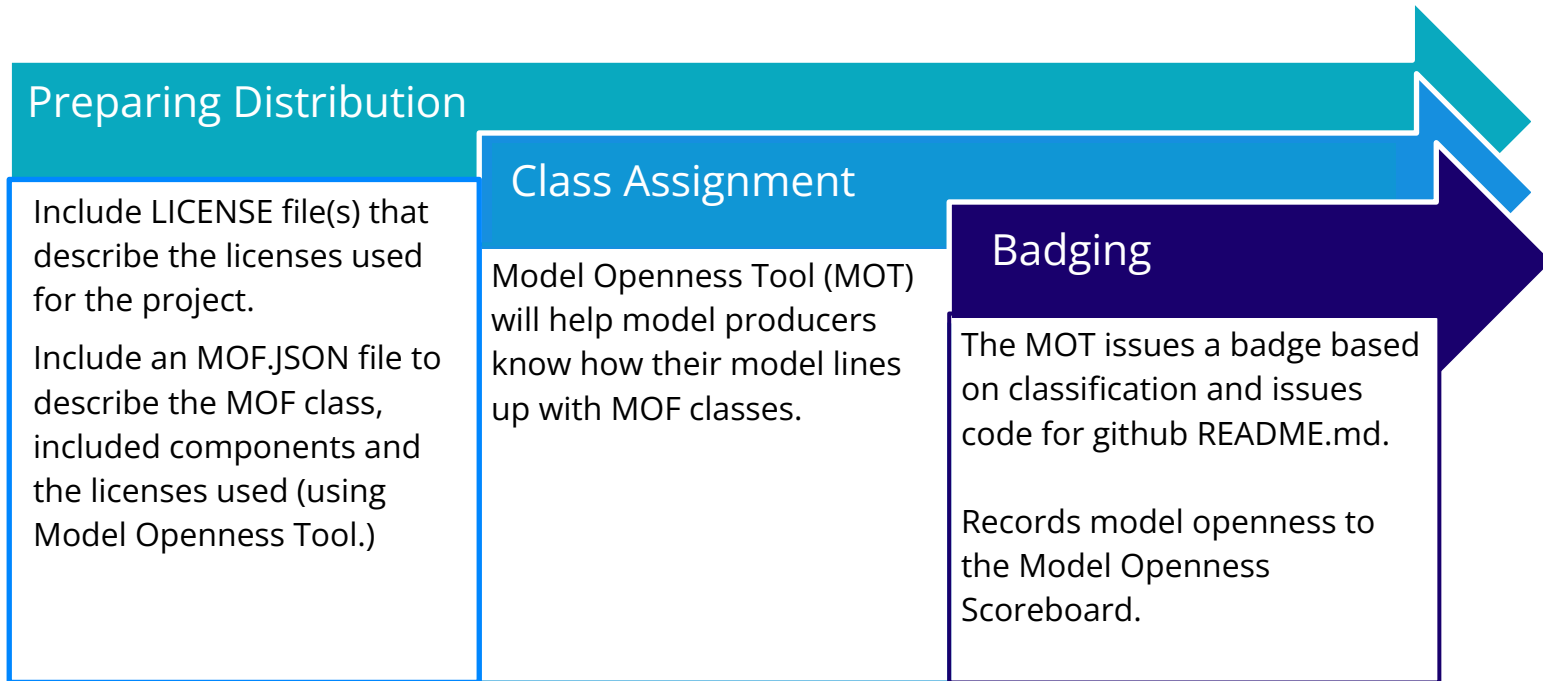 Preparing Distribution
Include LICENSE file(s) that
describe the licenses used
for the project.
Include an MOF.JSON file to
describe the MOF class,
included components and
the licenses used (using
Model Openness Tool.)
Class Assignment
Model Openness Tool (MOT)
will help model producers
know how their model lines
up with MOF classes.
Badging
The MOT issues a badge based
on classification and issues
code for github README.md.
Records model openness to
the Model Openness
Scoreboard.